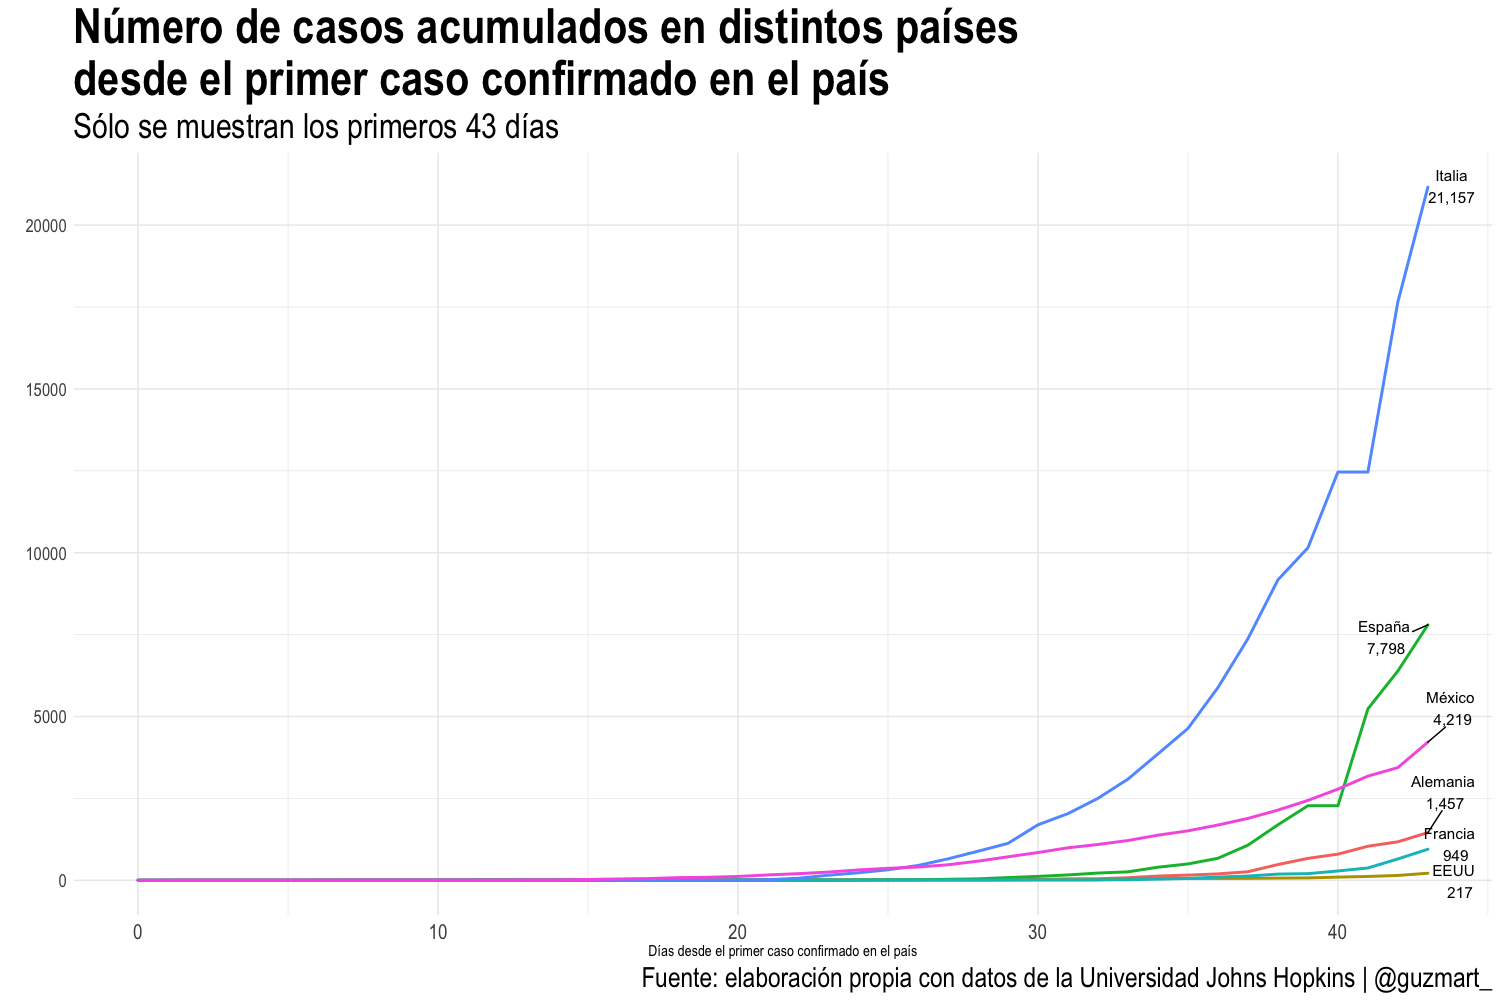 Número de casos acumulados en distintos países
desde el primer caso confirmado en el país
Sólo se muestran los primeros 43 días
Italia
21,157
20000
15000
10000
España
7,798
México
4,219
5000
Alemania
1,457
Francia
949
EEUU
217
0
0 10 20 30 40
Días desde el primer caso confirmado en el país
Fuente: elaboración propia con datos de la Universidad Johns Hopkins | @guzmart_